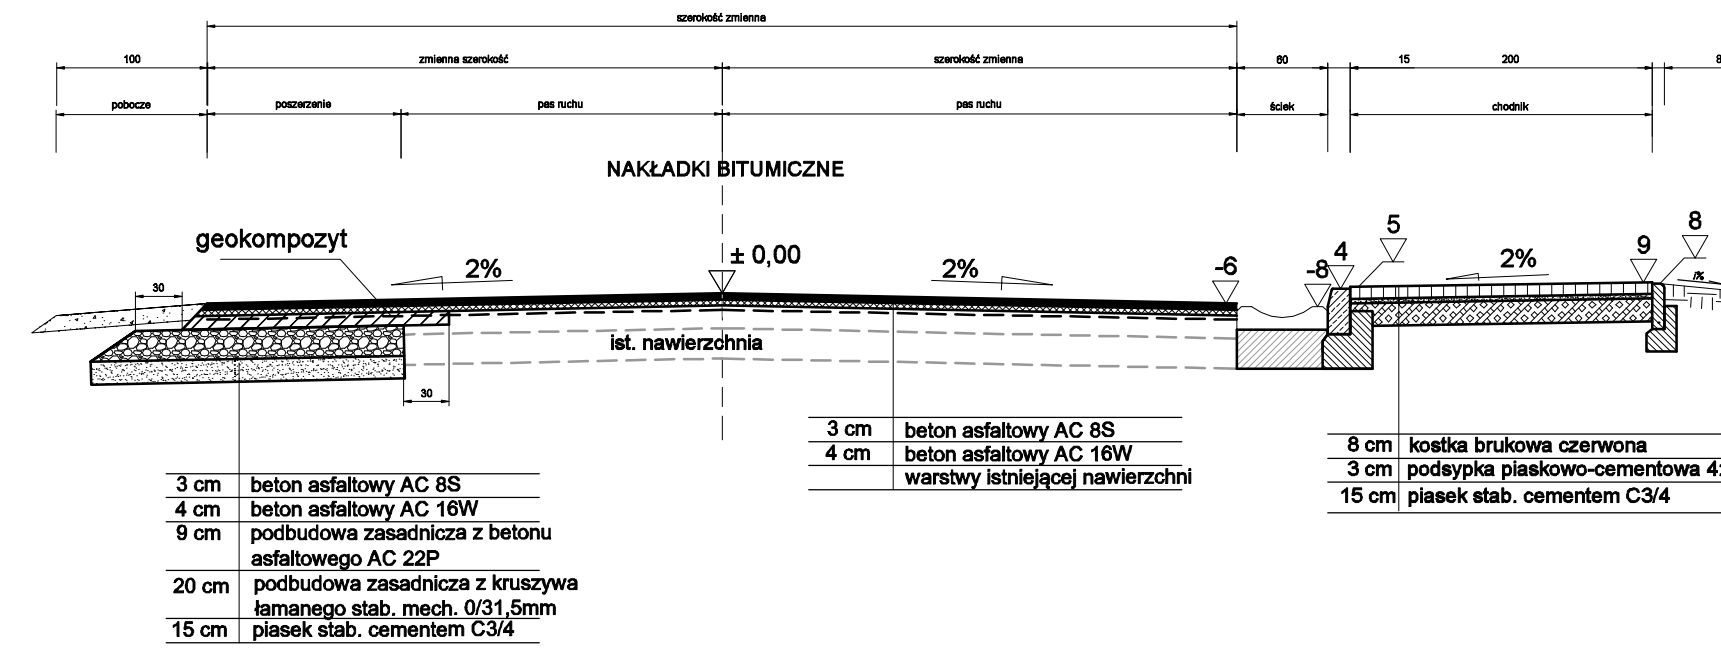 szerokość zmienna
100 zmienna szerokość szerokość zmienna 60 15 200 8
pobocze poszerzenie pas ruchu pas ruchu ściek chodnik
NAKŁADKI BITUMICZNE
geokompozyt 2% ± 0,00 2% -6 -8 4 5 2% 9 8
30
ist. nawierzchnia
30
3 cm beton asfaltowy AC 8S
4 cm beton asfaltowy AC 16W
warstwy istniejącej nawierzchni
8 cm kostka brukowa czerwona
3 cm podsypka piaskowo-cementowa 4:
15 cm piasek stab. cementem C3/4
3 cm beton asfaltowy AC 8S
4 cm beton asfaltowy AC 16W
9 cm podbudowa zasadnicza z betonu
asfaltowego AC 22P
20 cm podbudowa zasadnicza z kruszywa
łamanego stab. mech. 0/31,5mm
15 cm piasek stab. cementem C3/4